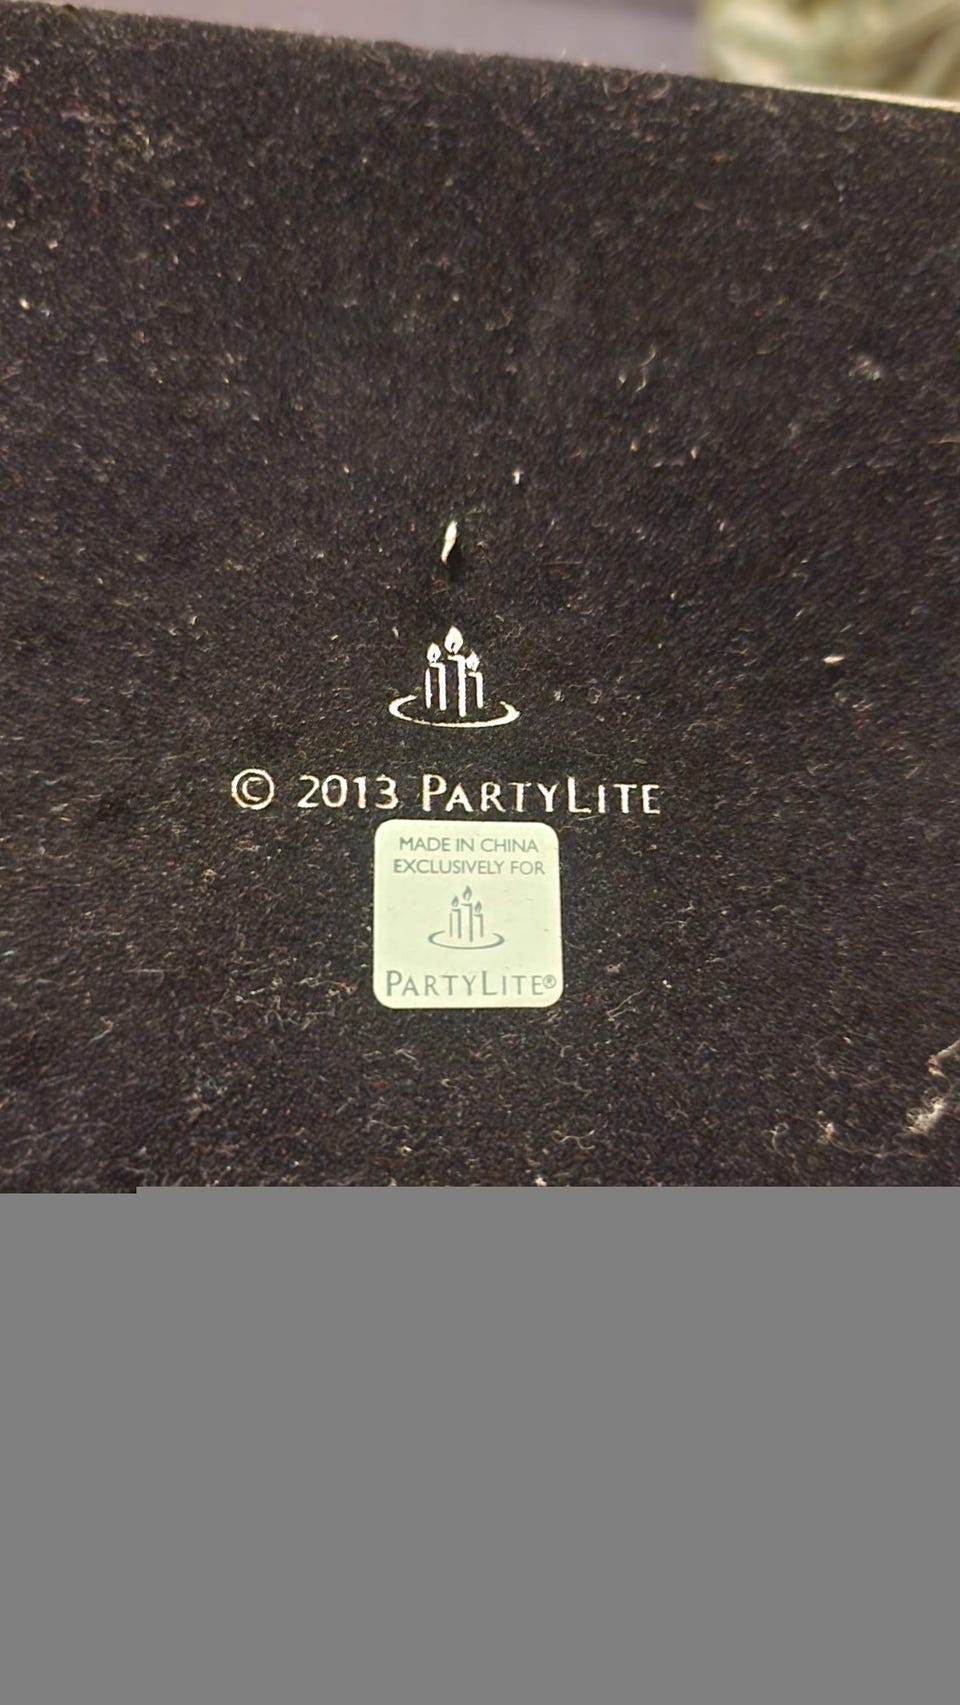 © 2013 PARTYLITE
MADE IN CHINA
EXCLUSIVELY FOR
PARTYLITE®